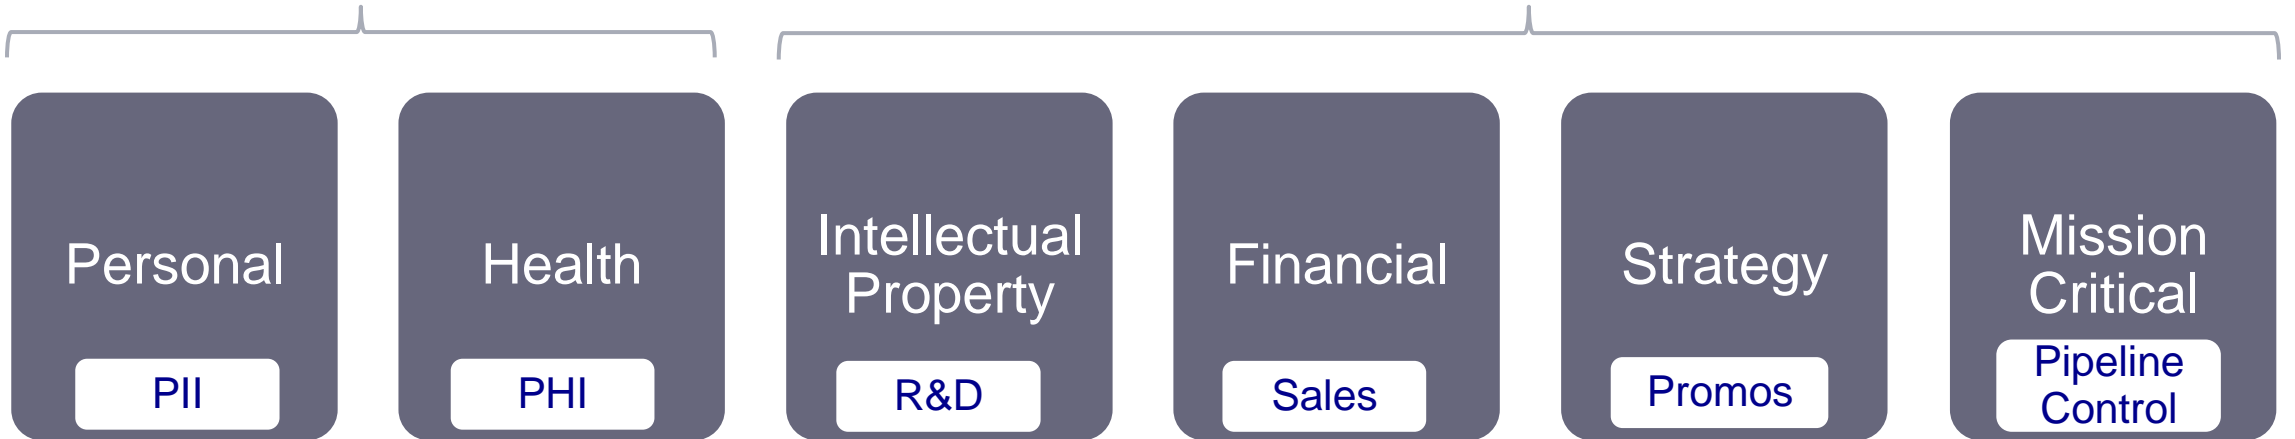 Personal
PII
Health
PHI
Intellectual
Property
R&D
Financial
Sales
Strategy
Promos
Mission
Critical
Pipeline
Control